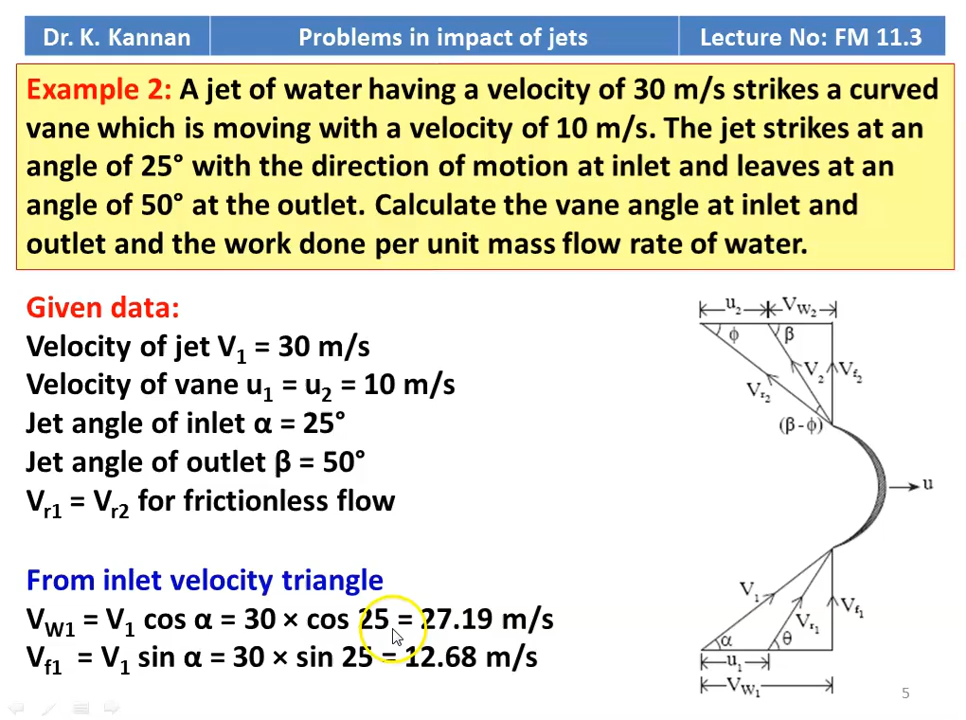 Dr. K. Kannan
Problems in impact of jets
Lecture No: FM 11.3
Example 2: A jet of water having a velocity of 30 m/s strikes a curved
vane which is moving with a velocity of 10 m/s. The jet strikes at an
angle of 25° with the direction of motion at inlet and leaves at an
angle of 50° at the outlet. Calculate the vane angle at inlet and
outlet and the work done per unit mass flow rate of water.
Given data:
Velocity of jet V1 = 30 m/s
Velocity of vane u1 = u2 = 10 m/s
Jet angle of inlet α = 25°
Jet angle of outlet β = 50°
Vr1 = Vr2 for frictionless flow
From inlet velocity triangle
VW1 = V1 cos α = 30 × cos 25 = 27.19 m/s
Vf1 = V1 sin α = 30 × sin 25 = 12.68 m/s
u2
VW2
ϕ
β
V2
Vf2
Vr2
(β-ϕ)
u
V1
Vr1
Vf1
α
θ
u1
VW1
5